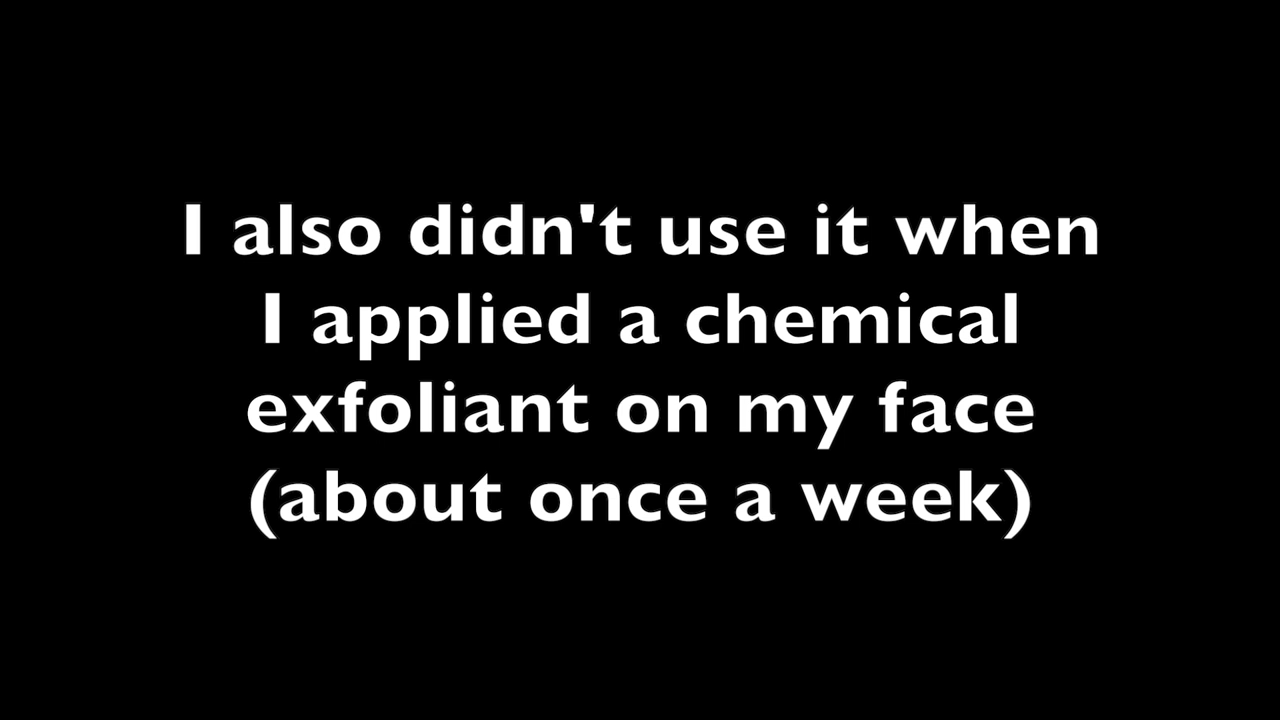 I also didn't use it when
I applied a chemical
exfoliant on my face
(about once a week)